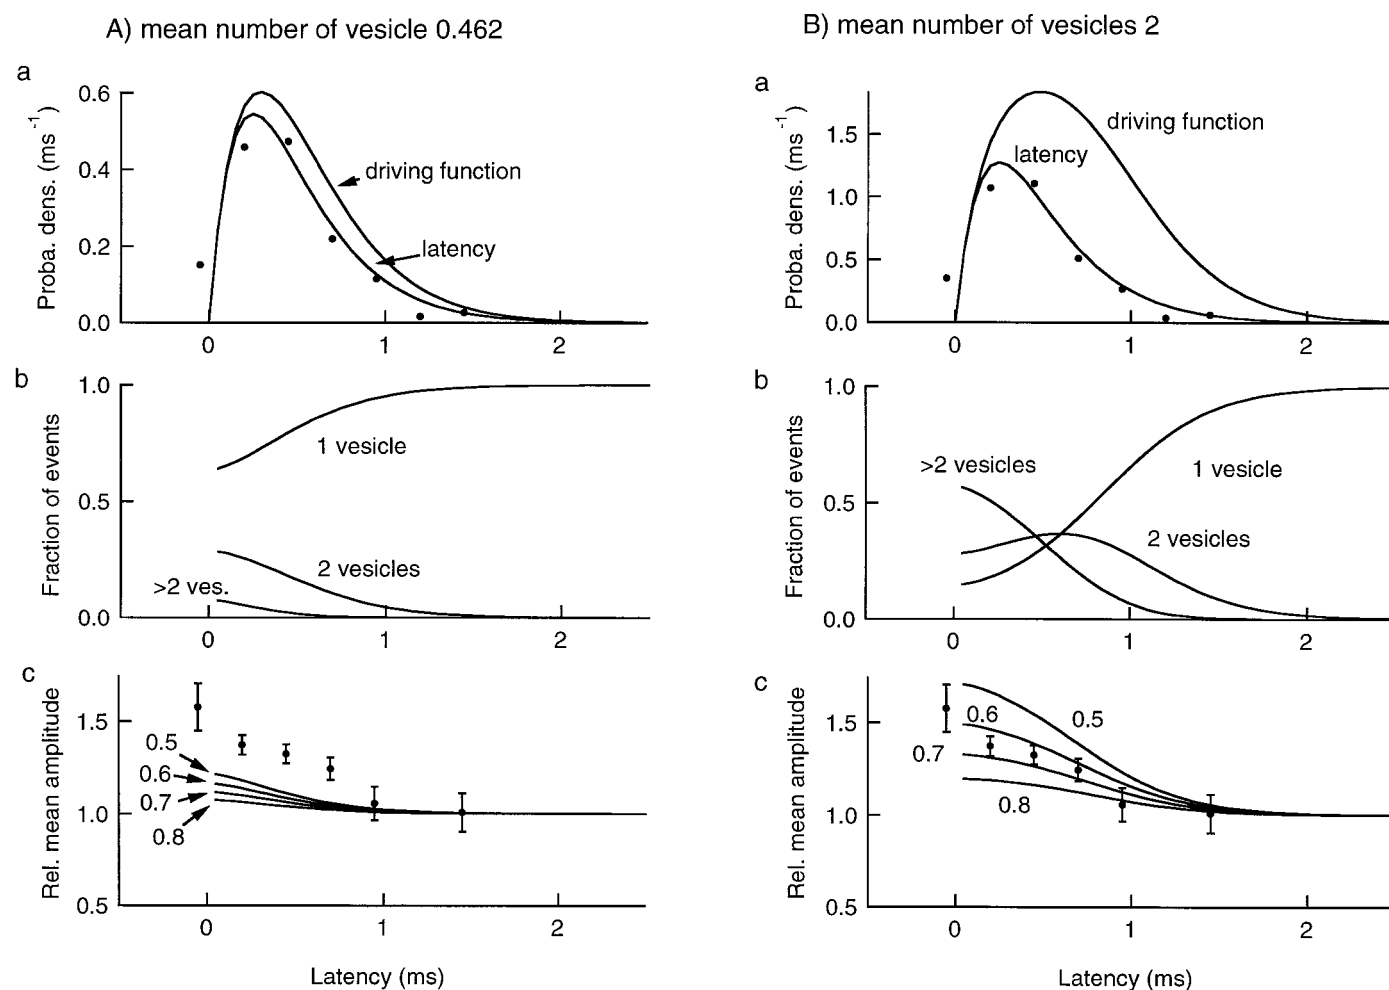 A) mean number of vesicle 0.462
a
Proba. dens. (ms⁻¹)
0.6
0.4
0.2
0.0
driving function
latency
0
1
2
b
Fraction of events
1.0
0.5
0.0
1 vesicle
2 vesicles
>2 ves.
0
1
2
c
Rel. mean amplitude
1.5
1.0
0.5
0.5
0.6
0.7
0.8
0
1
2
Latency (ms)
B) mean number of vesicles 2
a
Proba. dens. (ms⁻¹)
1.5
1.0
0.5
0.0
driving function
latency
0
1
2
b
Fraction of events
1.0
0.5
0.0
>2 vesicles
1 vesicle
2 vesicles
0
1
2
c
Rel. mean amplitude
1.5
1.0
0.5
0.5
0.6
0.7
0.8
0
1
2
Latency (ms)